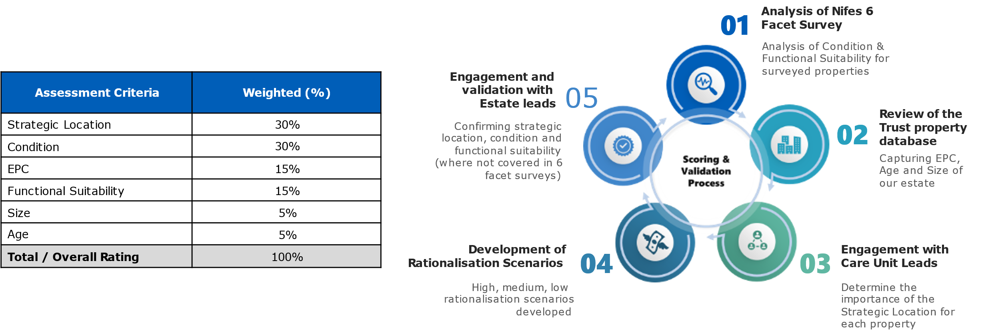 Assessment Criteria Weighted (%)
Strategic Location 30%
Condition 30%
EPC 15%
Functional Suitability 15%
Size 5%
Age 5%
Total / Overall Rating 100%
Scoring &
Validation
Process
01
Analysis of Nifes 6
Facet Survey
Analysis of Condition &
Functional Suitability for
surveyed properties
02
Review of the
Trust property
database
Capturing EPC,
Age and Size of
our estate
03
Engagement with
Care Unit Leads
Determine the
importance of the
Strategic Location for
each property
04
Development of
Rationalisation Scenarios
High, medium, low
rationalisation scenarios
developed
05
Engagement and
validation with
Estate leads
Confirming strategic
location, condition and
functional suitability
(where not covered in 6
facet surveys)